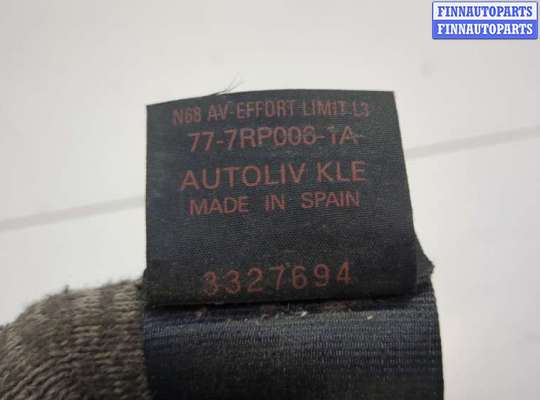 FINNAUTOPARTS
FINNAUTOPARTS
N68 AV-EFFORT LIMIT L3
77-7RP006-1A-
AUTOLIV KLE
MADE IN SPAIN
3327694